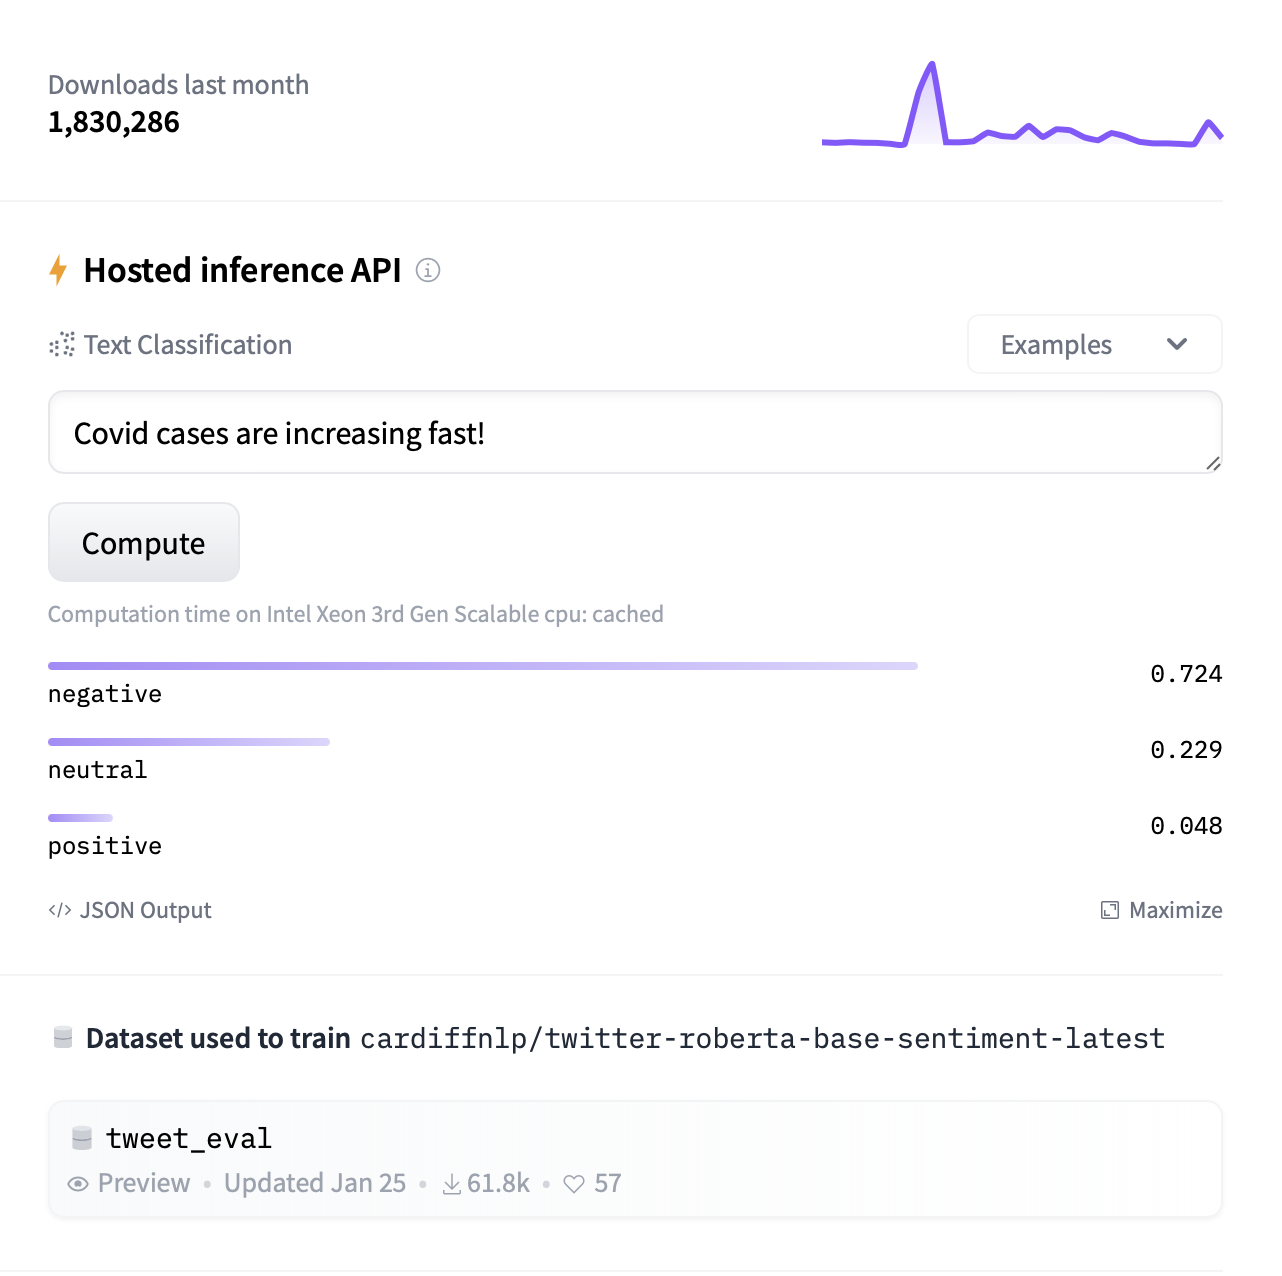 Downloads last month
1,830,286
Hosted inference API
Text Classification
Examples
Covid cases are increasing fast!
Compute
Computation time on Intel Xeon 3rd Gen Scalable cpu: cached
negative 0.724
neutral 0.229
positive 0.048
</> JSON Output
Maximize
Dataset used to train cardiffnlp/twitter-roberta-base-sentiment-latest
tweet_eval
Preview • Updated Jan 25 • 61.8k • 57